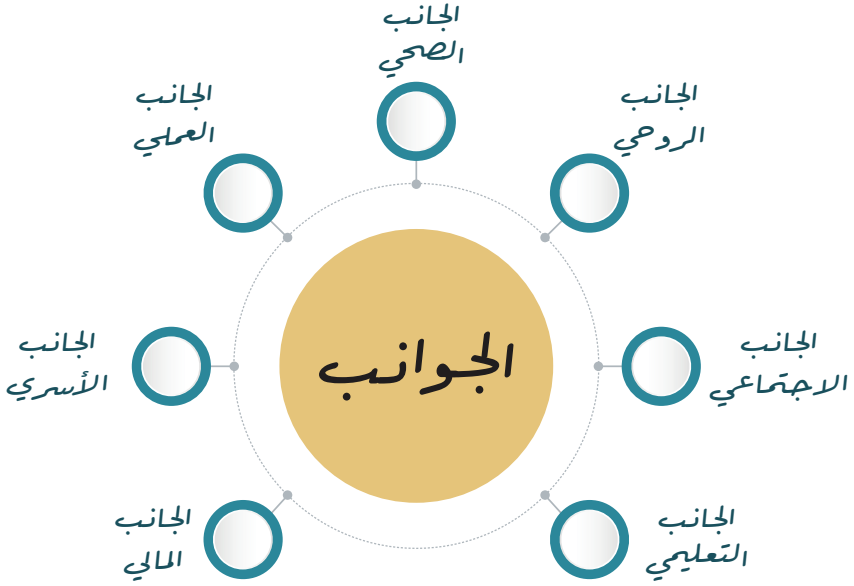 الجانب
الصحي
الجانب
الروحي
الجانب
العملي
الجانب
الاجتماعي
الجوانب
الجانب
الأسري
الجانب
التعليمي
الجانب
المالي